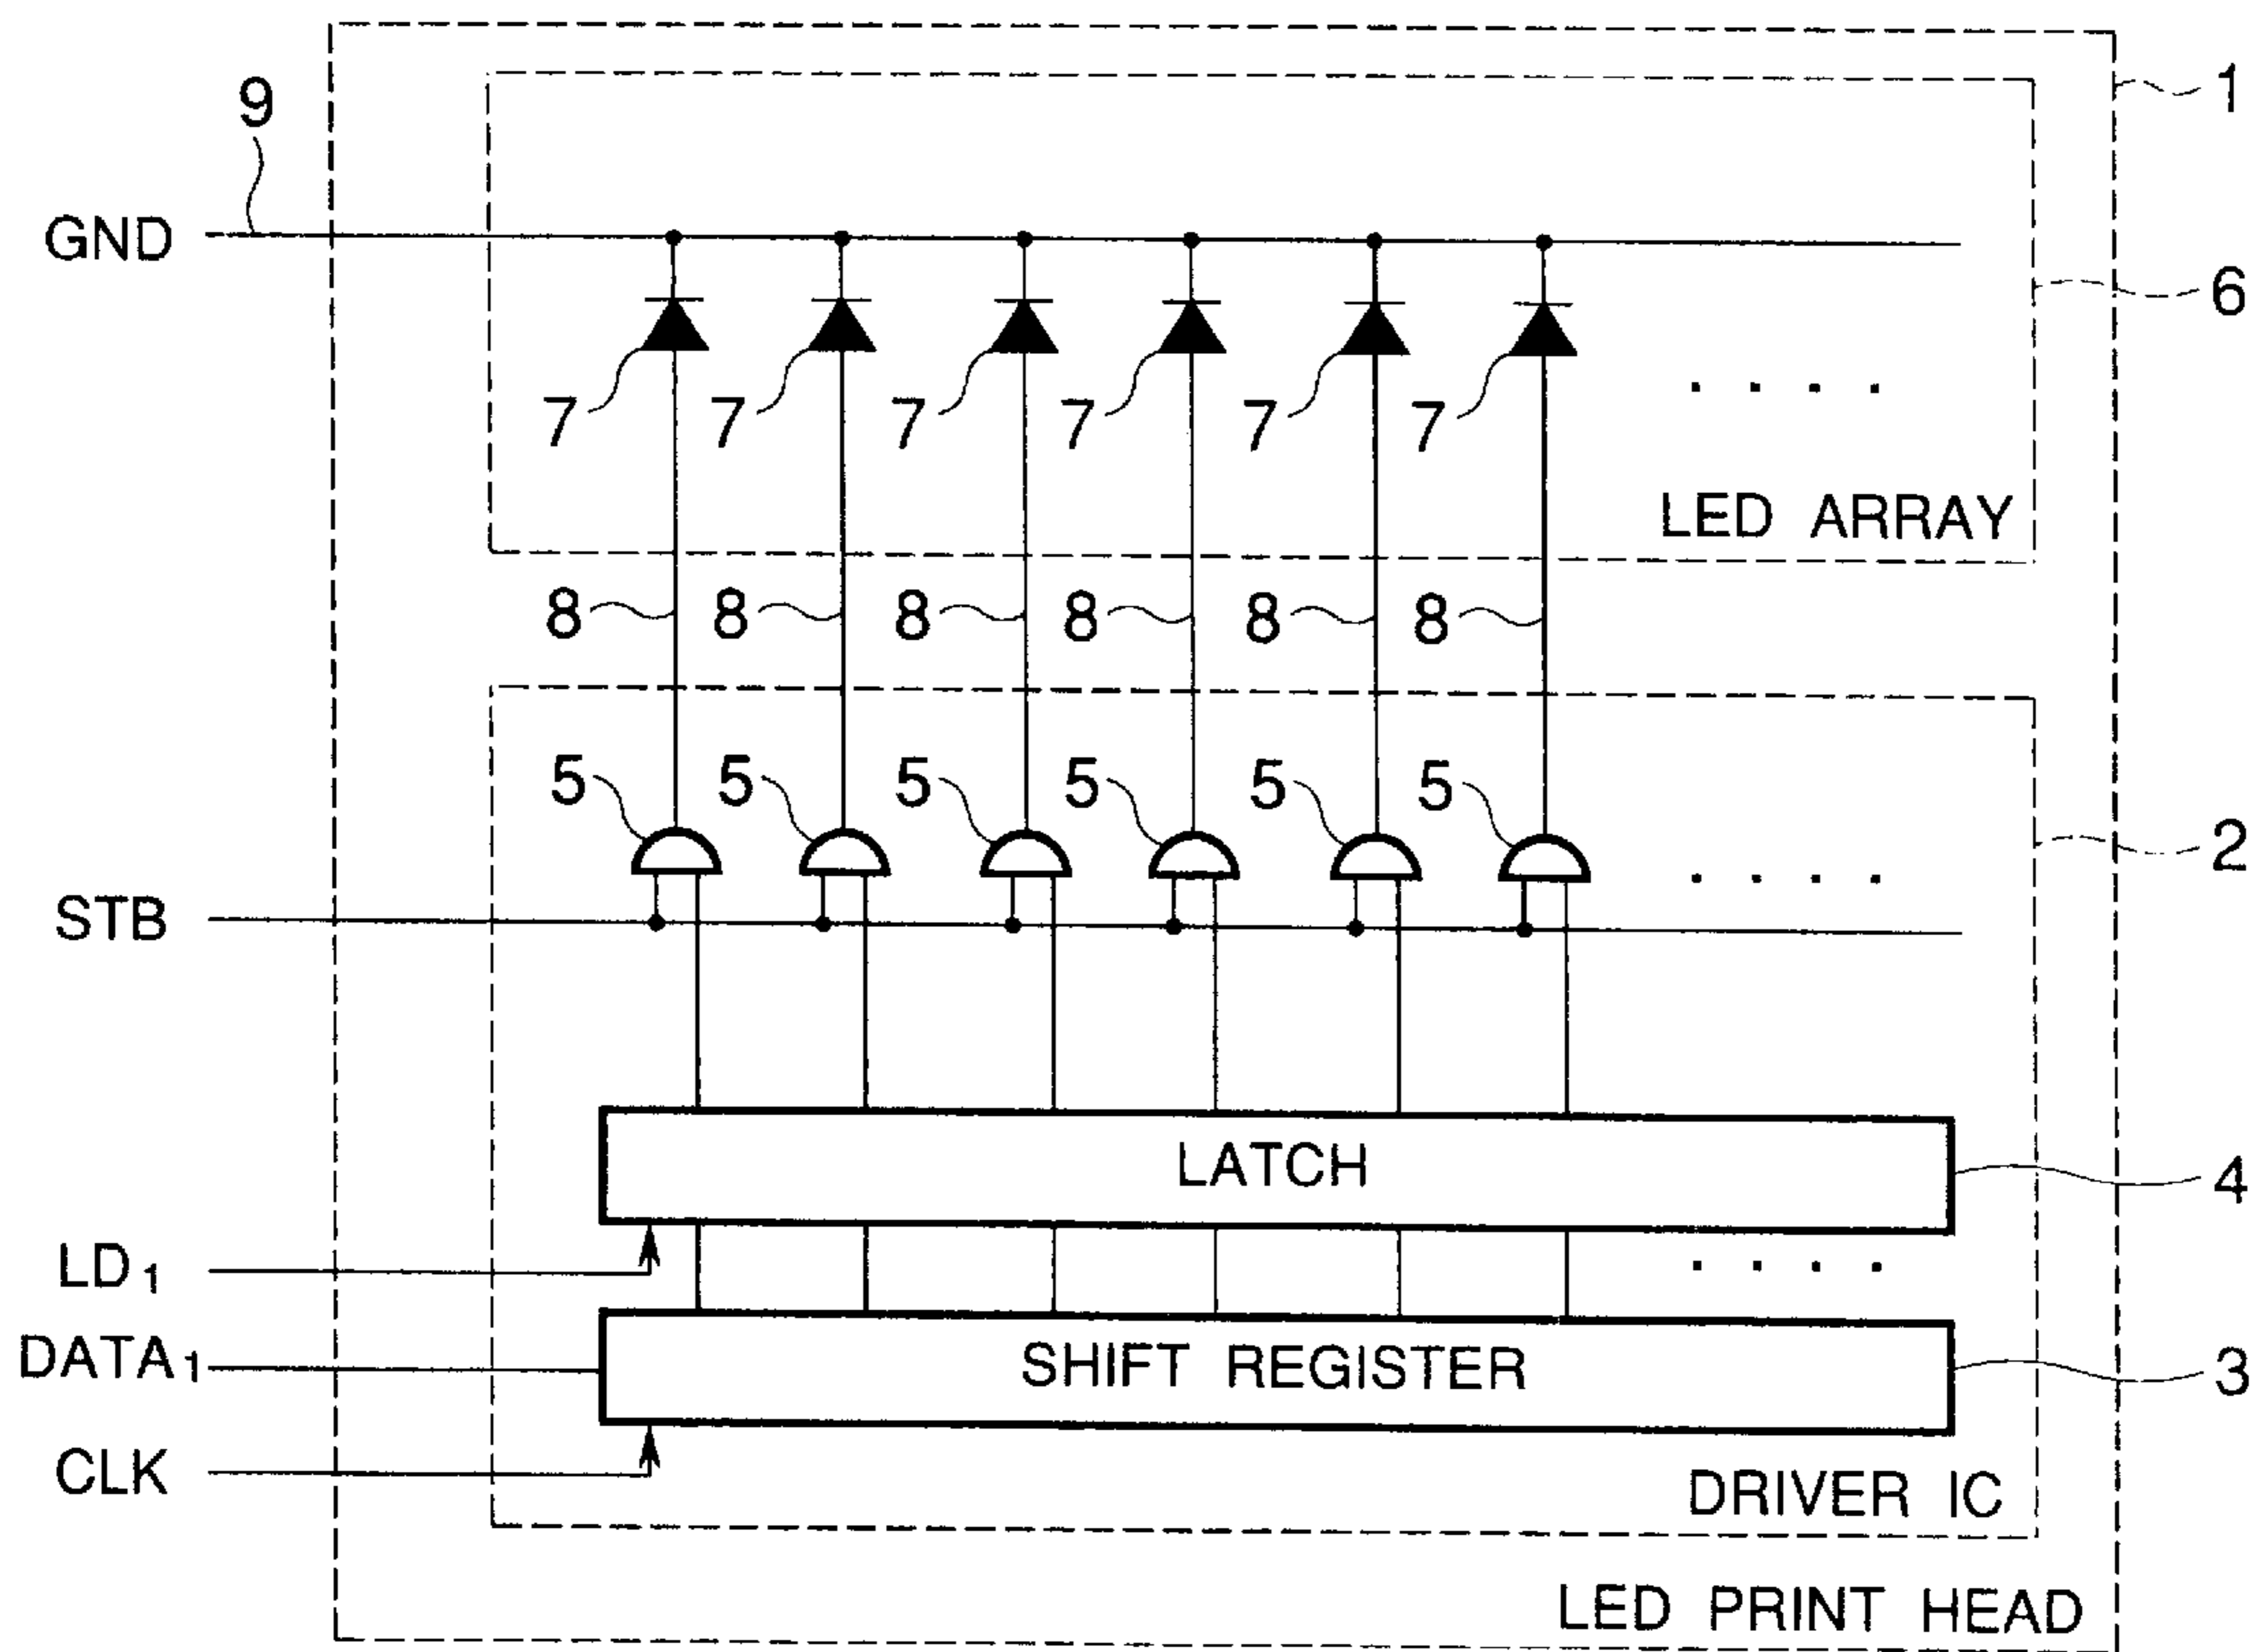 1
9
GND
6
7 7 7 7 7 7
LED ARRAY
8 8 8 8 8 8
5 5 5 5 5 5
2
STB
LATCH
4
LD1
DATA1
SHIFT REGISTER
3
CLK
DRIVER IC
LED PRINT HEAD